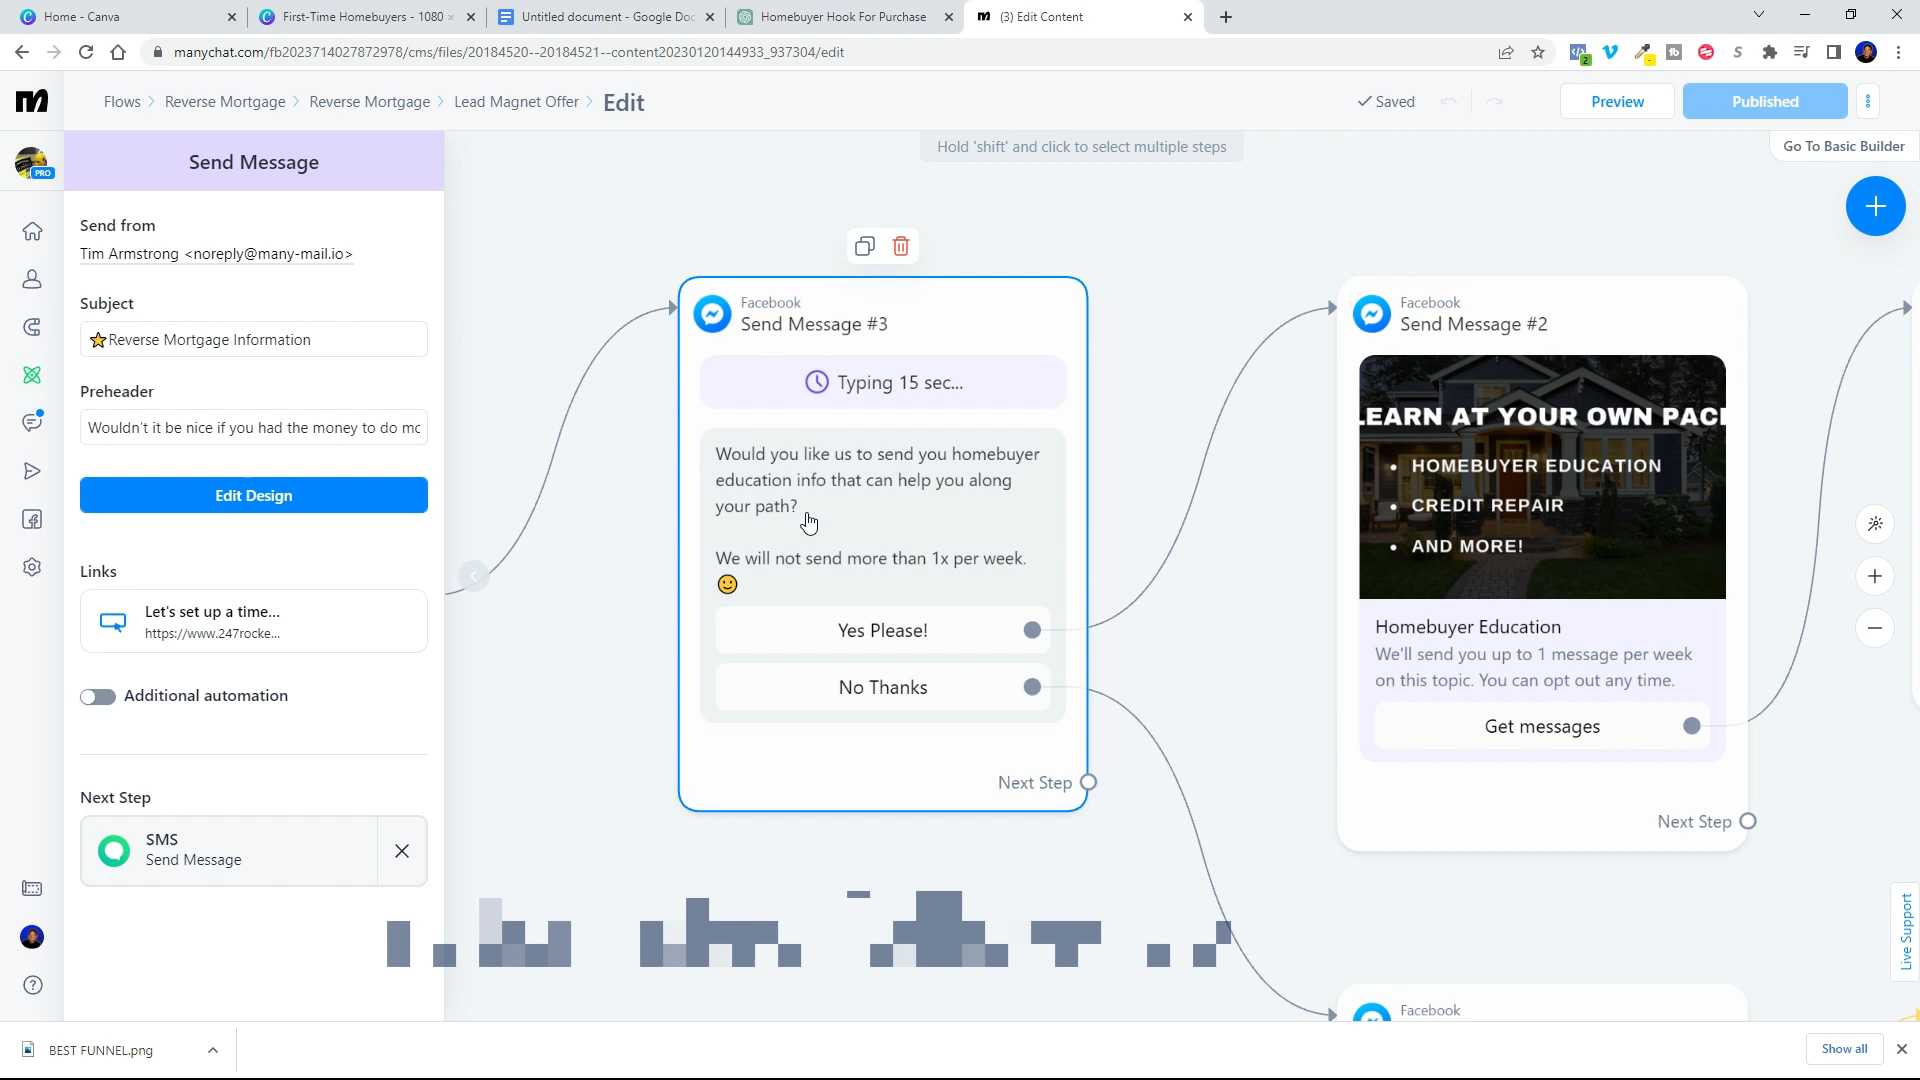 Home - Canva
First-Time Homebuyers - 1080
Untitled document - Google Doc
Homebuyer Hook For Purchase
(3) Edit Content
manychat.com/fb2023714027872978/cms/files/20184520--20184521--content20230120144933_937304/edit
2
Flows
Reverse Mortgage
Reverse Mortgage
Lead Magnet Offer
Edit
Saved
Preview
Published
PRO
Send Message
Hold 'shift' and click to select multiple steps
Go To Basic Builder
Send from
Tim Armstrong <noreply@many-mail.io>
Subject
⭐Reverse Mortgage Information
Preheader
Wouldn't it be nice if you had the money to do mo
Edit Design
Links
Let's set up a time...
https://www.247rocke...
Additional automation
Next Step
SMS
Send Message
Facebook
Send Message #3
Typing 15 sec...
Would you like us to send you homebuyer
education info that can help you along
your path?
We will not send more than 1x per week.
🙂
Yes Please!
No Thanks
Next Step
Facebook
Send Message #2
LEARN AT YOUR OWN PACE
• HOMEBUYER EDUCATION
• CREDIT REPAIR
• AND MORE!
Homebuyer Education
We'll send you up to 1 message per week
on this topic. You can opt out any time.
Get messages
Next Step
Facebook
Live Support
BEST FUNNEL.png
Show all